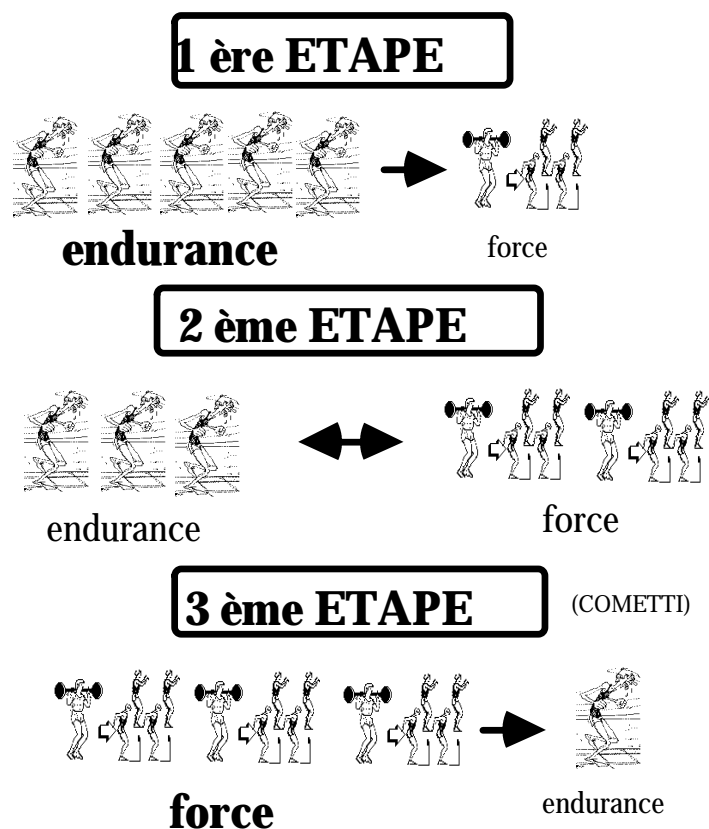 1 ère ETAPE
endurance
force
2 ème ETAPE
endurance
force
3 ème ETAPE
(COMETTI)
force
endurance